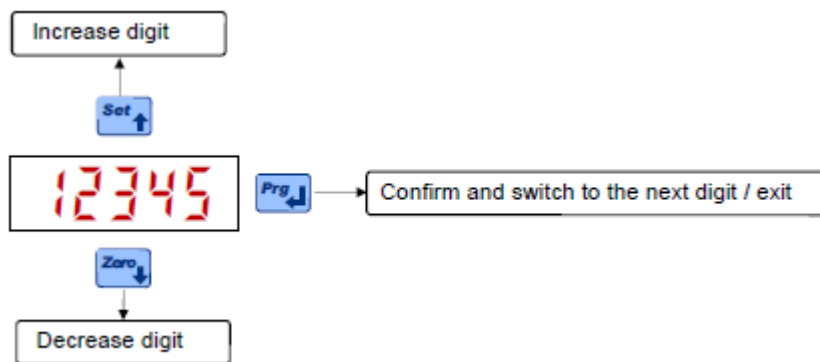 Increase digit
Set
12345
Prg
Confirm and switch to the next digit / exit
Zero
Decrease digit